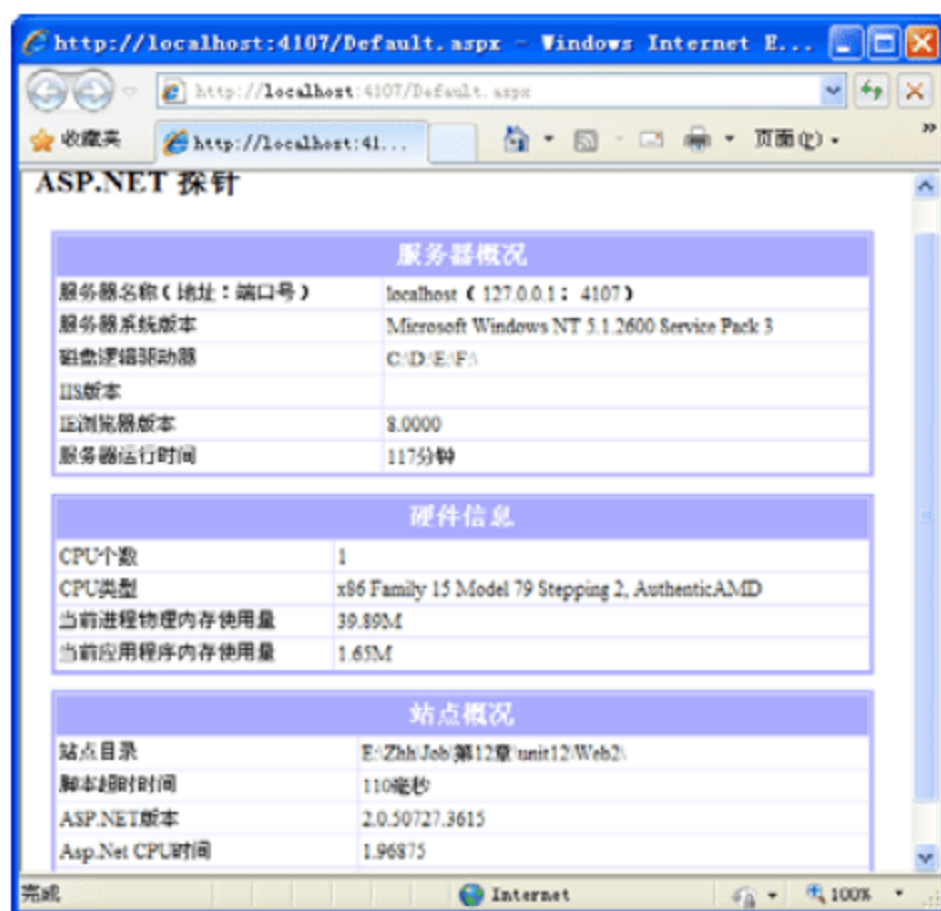 http://localhost:4107/Default.aspx - Windows Internet E...
http://localhost:4107/Default.aspx
收藏夹 http://localhost:41... 页面(P) »
ASP.NET 探针
服务器概况
服务器名称(地址:端口号) localhost ( 127.0.0.1: 4107)
服务器系统版本 Microsoft Windows NT 5.1.2600 Service Pack 3
磁盘逻辑驱动器 C:\D:\E:\F:\
IIS版本
IE浏览器版本 8.0000
服务器运行时间 117分钟
硬件信息
CPU个数 1
CPU类型 x86 Family 15 Model 79 Stepping 2, AuthenticAMD
当前进程物理内存使用量 39.89M
当前应用程序内存使用量 1.65M
站点概况
站点目录 E:\Zhh\Job\第12章\unit12\Web2\
脚本超时时间 110毫秒
ASP.NET版本 2.0.50727.3615
Asp.Net CPU时间 1.96875
完成 Internet 100%